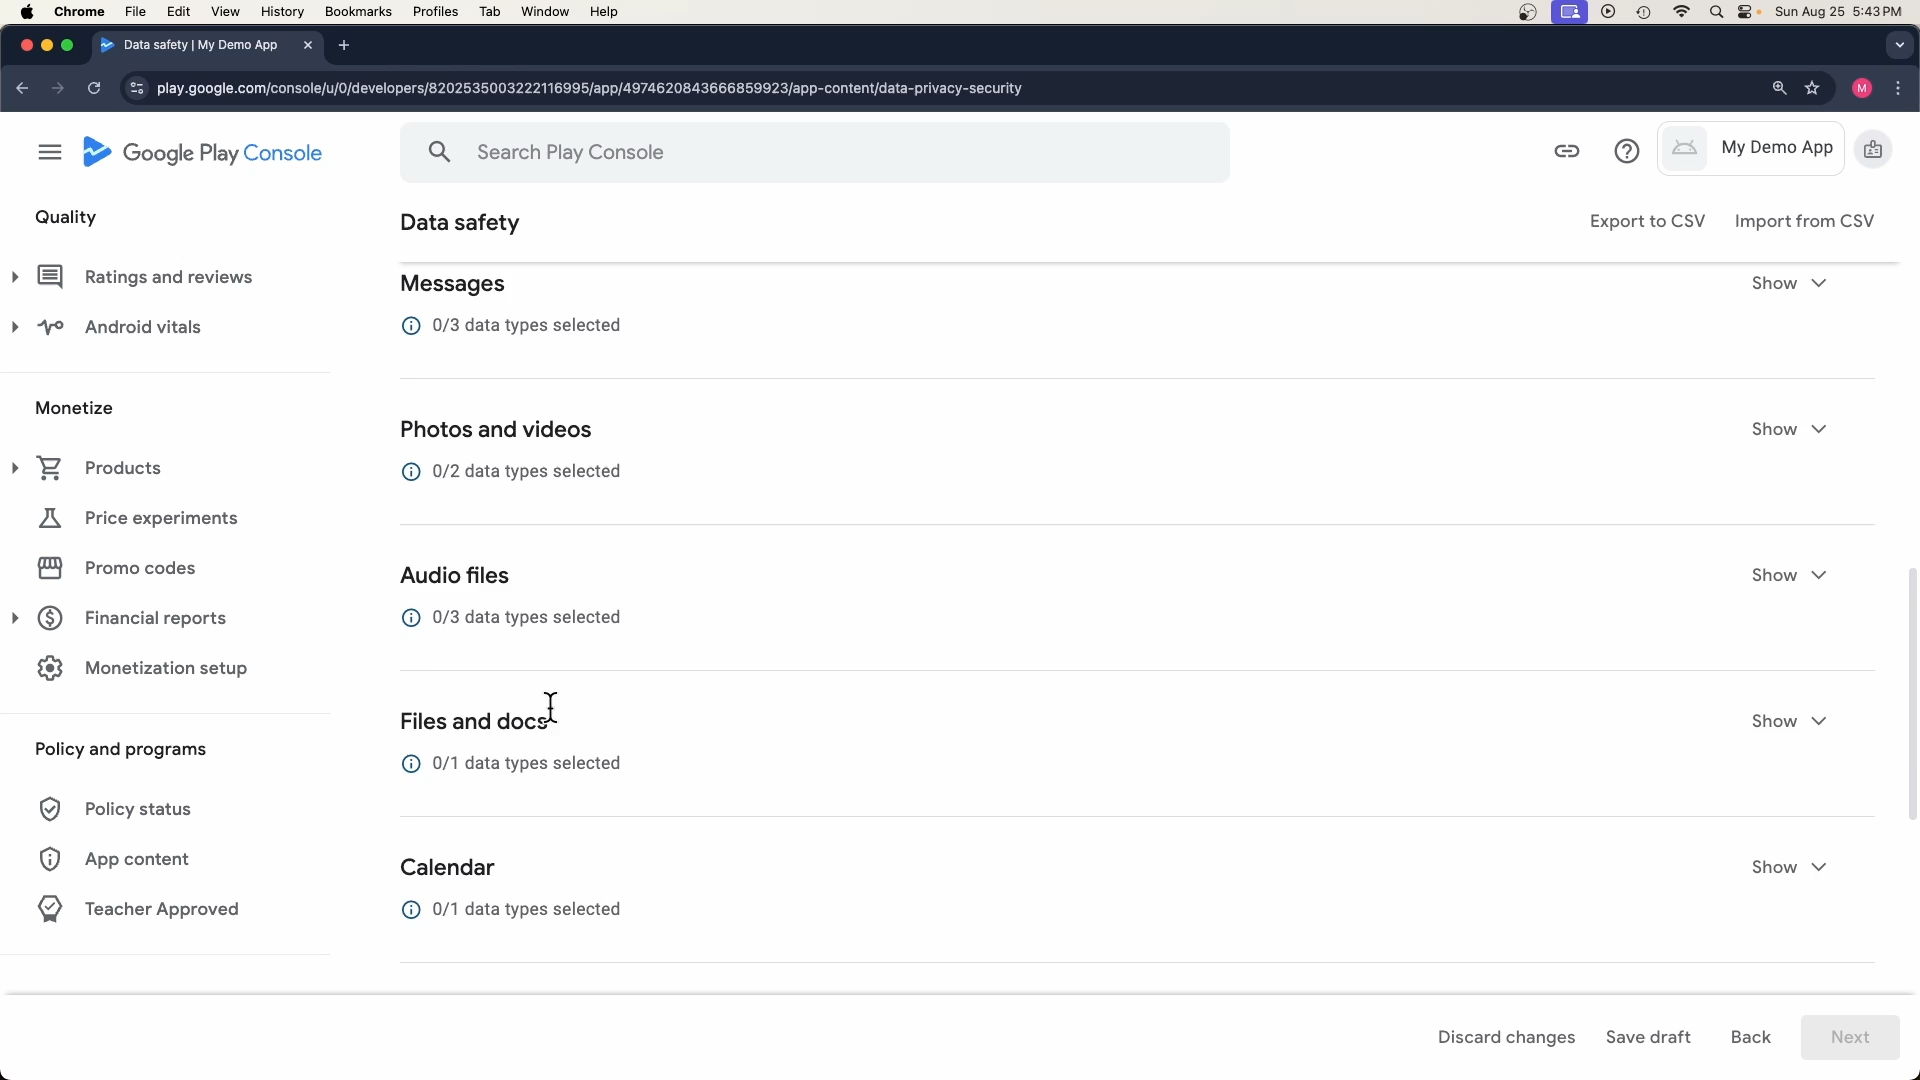 Chrome File Edit View History Bookmarks Profiles Tab Window Help Sun Aug 25 5:43 PM
Data safety | My Demo App
play.google.com/console/u/0/developers/8202535003222116995/app/4974620843666859923/app-content/data-privacy-security M
Google Play Console Search Play Console My Demo App
Quality
Ratings and reviews
Android vitals
Monetize
Products
Price experiments
Promo codes
Financial reports
Monetization setup
Policy and programs
Policy status
App content
Teacher Approved
Data safety Export to CSV Import from CSV
Messages Show
0/3 data types selected
Photos and videos Show
0/2 data types selected
Audio files Show
0/3 data types selected
Files and docs Show
0/1 data types selected
Calendar Show
0/1 data types selected
Discard changes Save draft Back Next